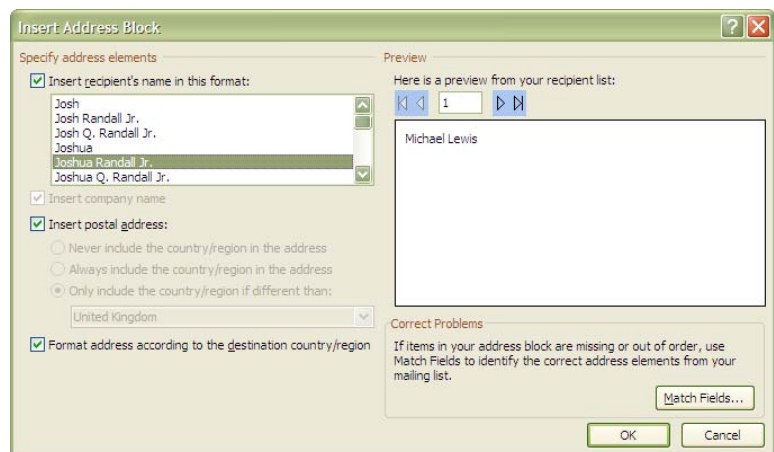 Insert Address Block
Specify address elements
Insert recipient's name in this format:
Josh
Josh Randall Jr.
Josh Q. Randall Jr.
Joshua
Joshua Randall Jr.
Joshua Q. Randall Jr.
Insert company name
Insert postal address:
Never include the country/region in the address
Always include the country/region in the address
Only include the country/region if different than:
United Kingdom
Format address according to the destination country/region
Preview
Here is a preview from your recipient list:
1
Michael Lewis
Correct Problems
If items in your address block are missing or out of order, use
Match Fields to identify the correct address elements from your
mailing list.
Match Fields...
OK
Cancel